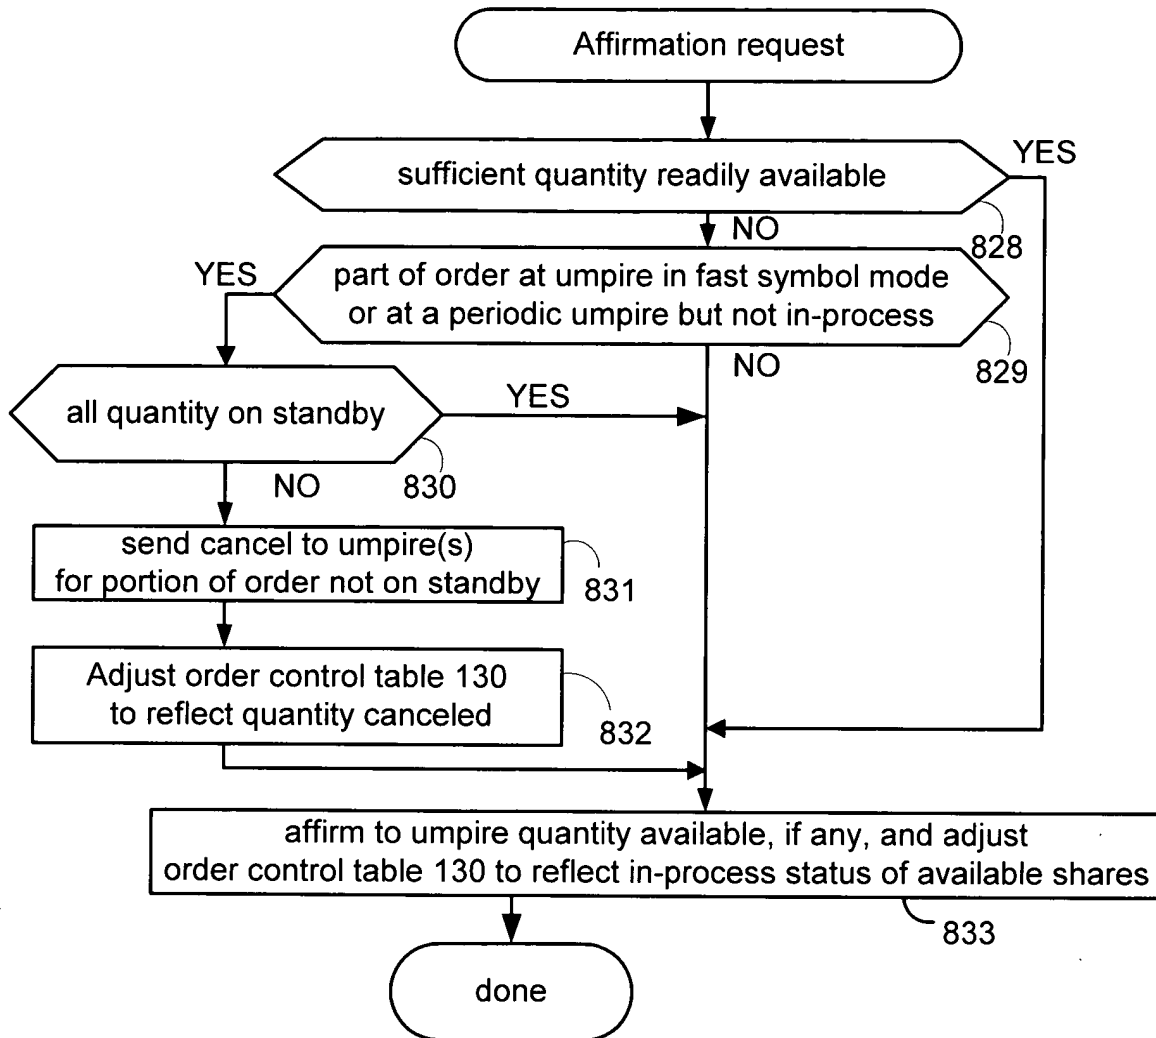 Affirmation request
YES
sufficient quantity readily available
828
NO
YES
part of order at umpire in fast symbol mode
or at a periodic umpire but not in-process
829
NO
YES
all quantity on standby
830
NO
send cancel to umpire(s)
for portion of order not on standby
831
Adjust order control table 130
to reflect quantity canceled
832
affirm to umpire quantity available, if any, and adjust
order control table 130 to reflect in-process status of available shares
833
done